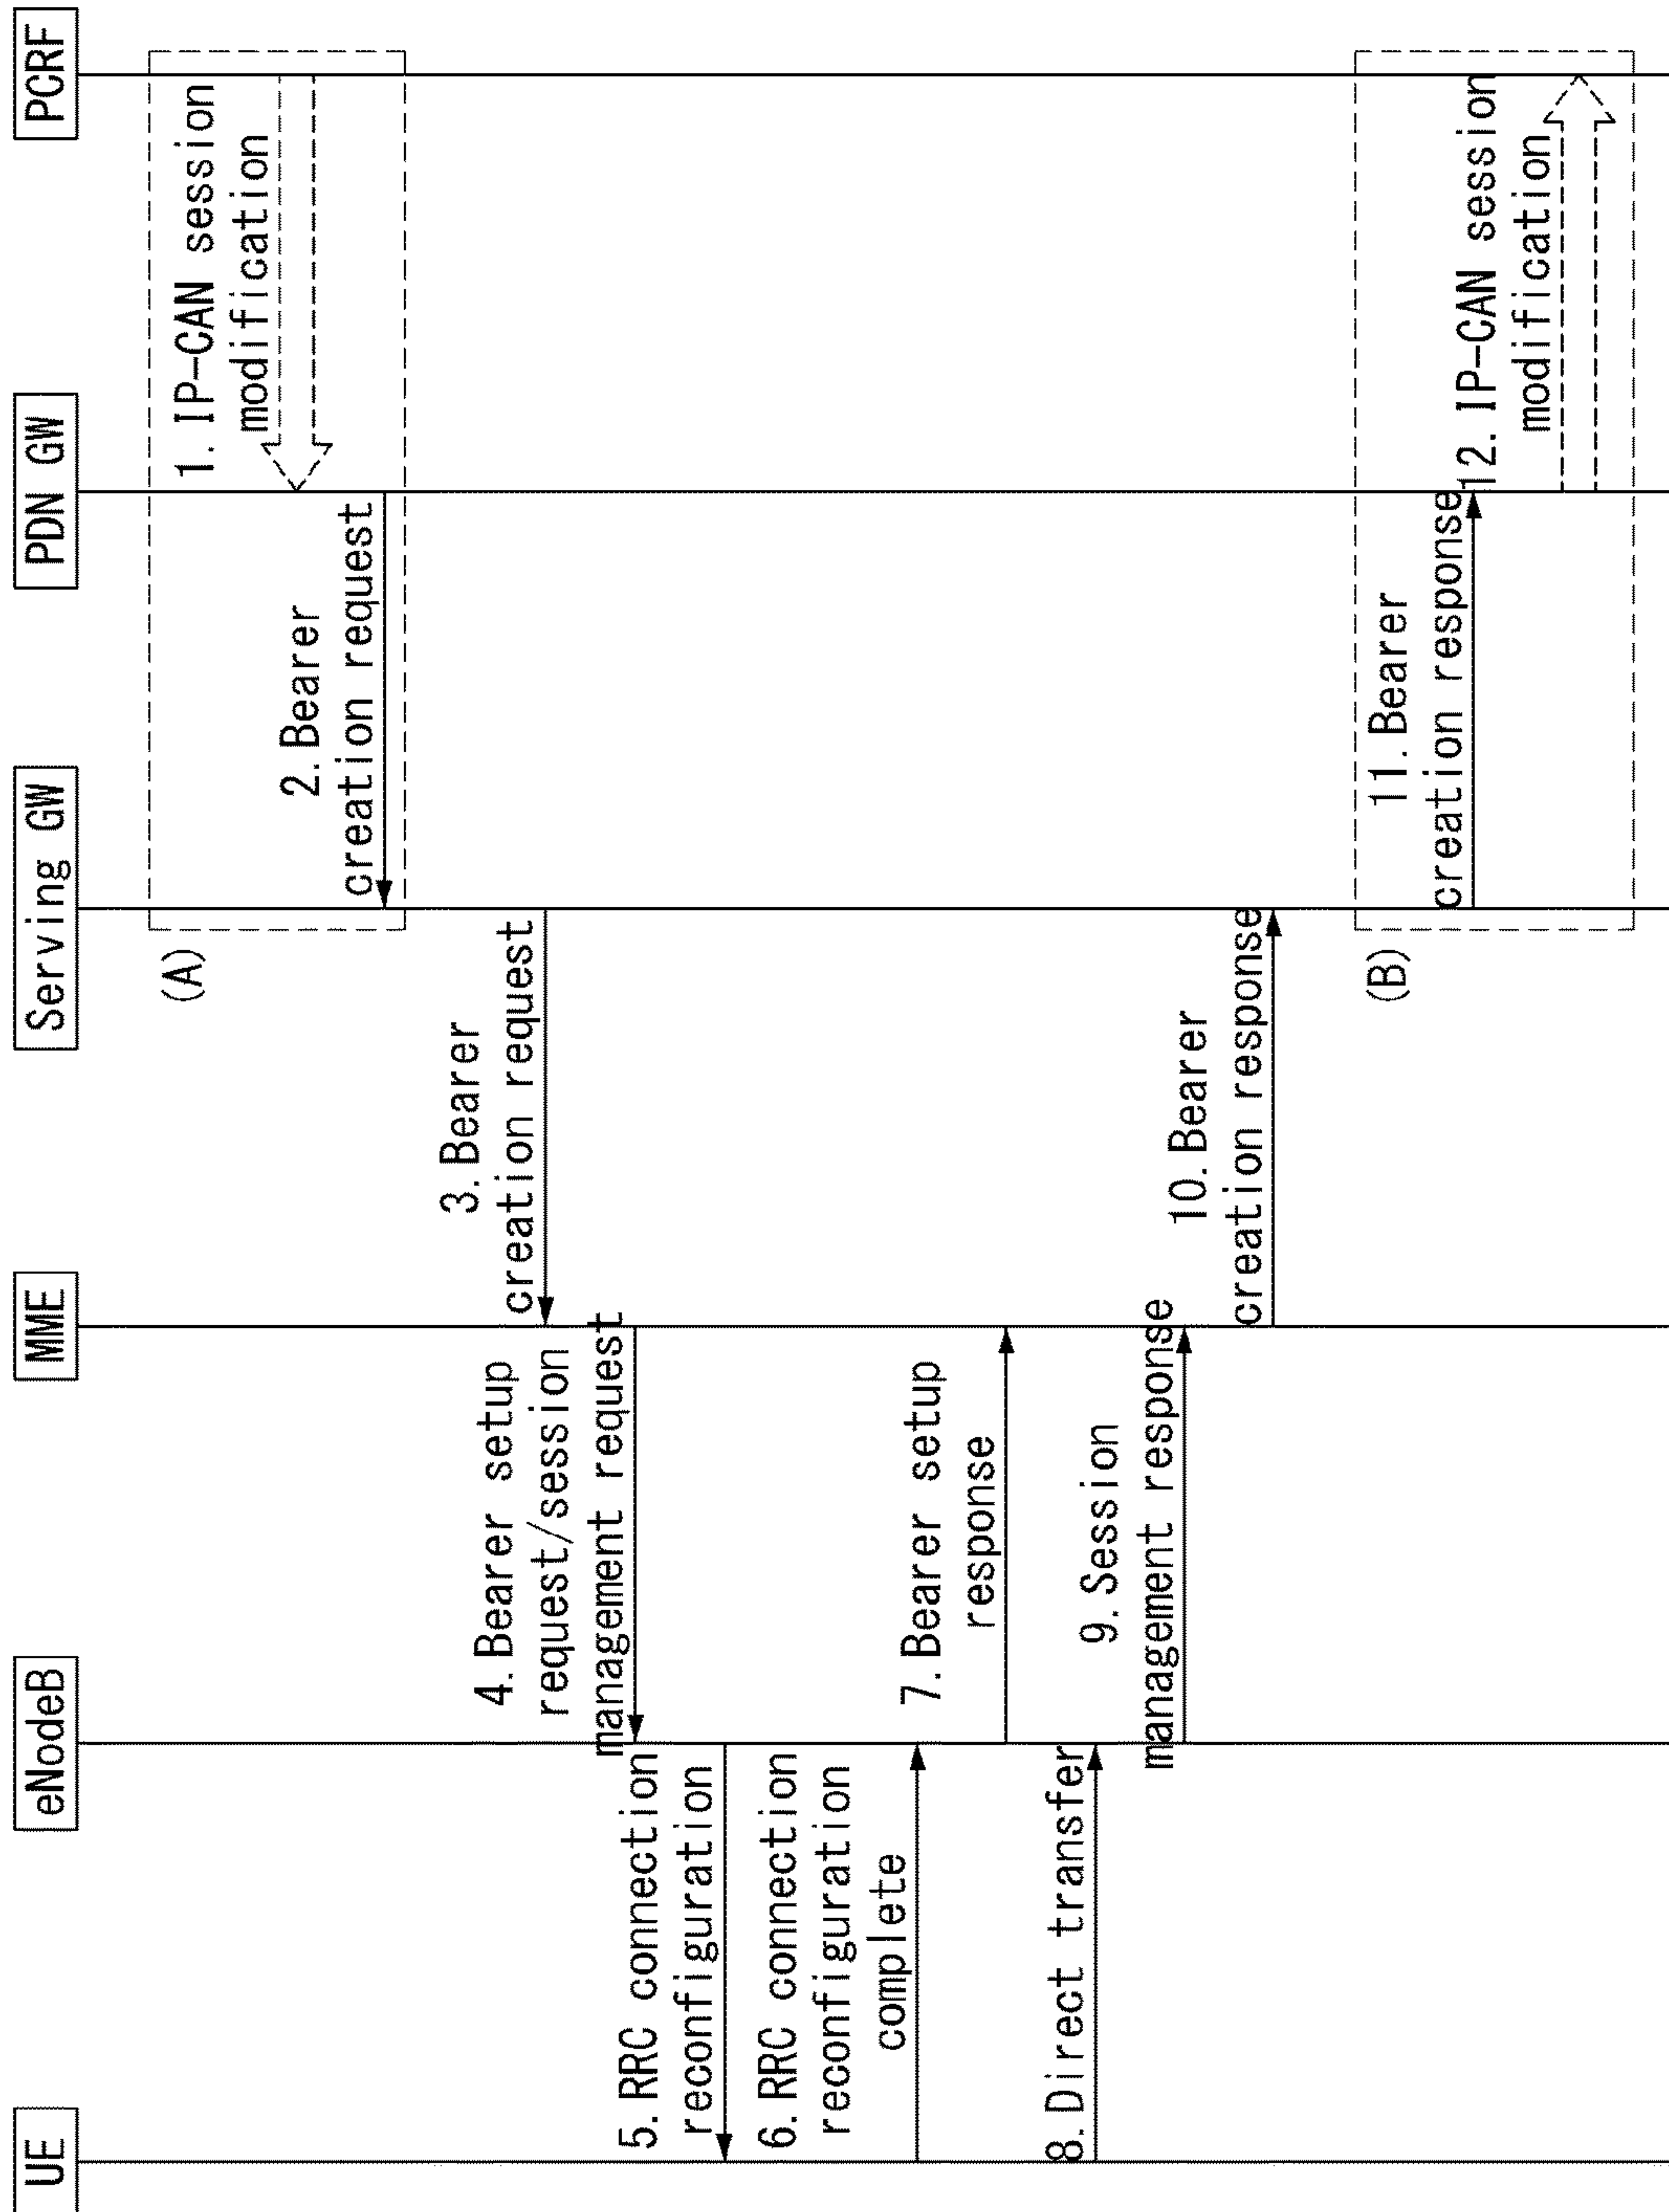 UE
eNodeB
MME
Serving GW
PDN GW
PCRF
(A)
1. IP-CAN session
modification
2. Bearer
creation request
3. Bearer
creation request
4. Bearer setup
request/session
management request
5. RRC connection
reconfiguration
6. RRC connection
reconfiguration
complete
7. Bearer setup
response
8. Direct transfer
9. Session
management response
10. Bearer
creation response
(B)
11. Bearer
creation response
12. IP-CAN session
modification